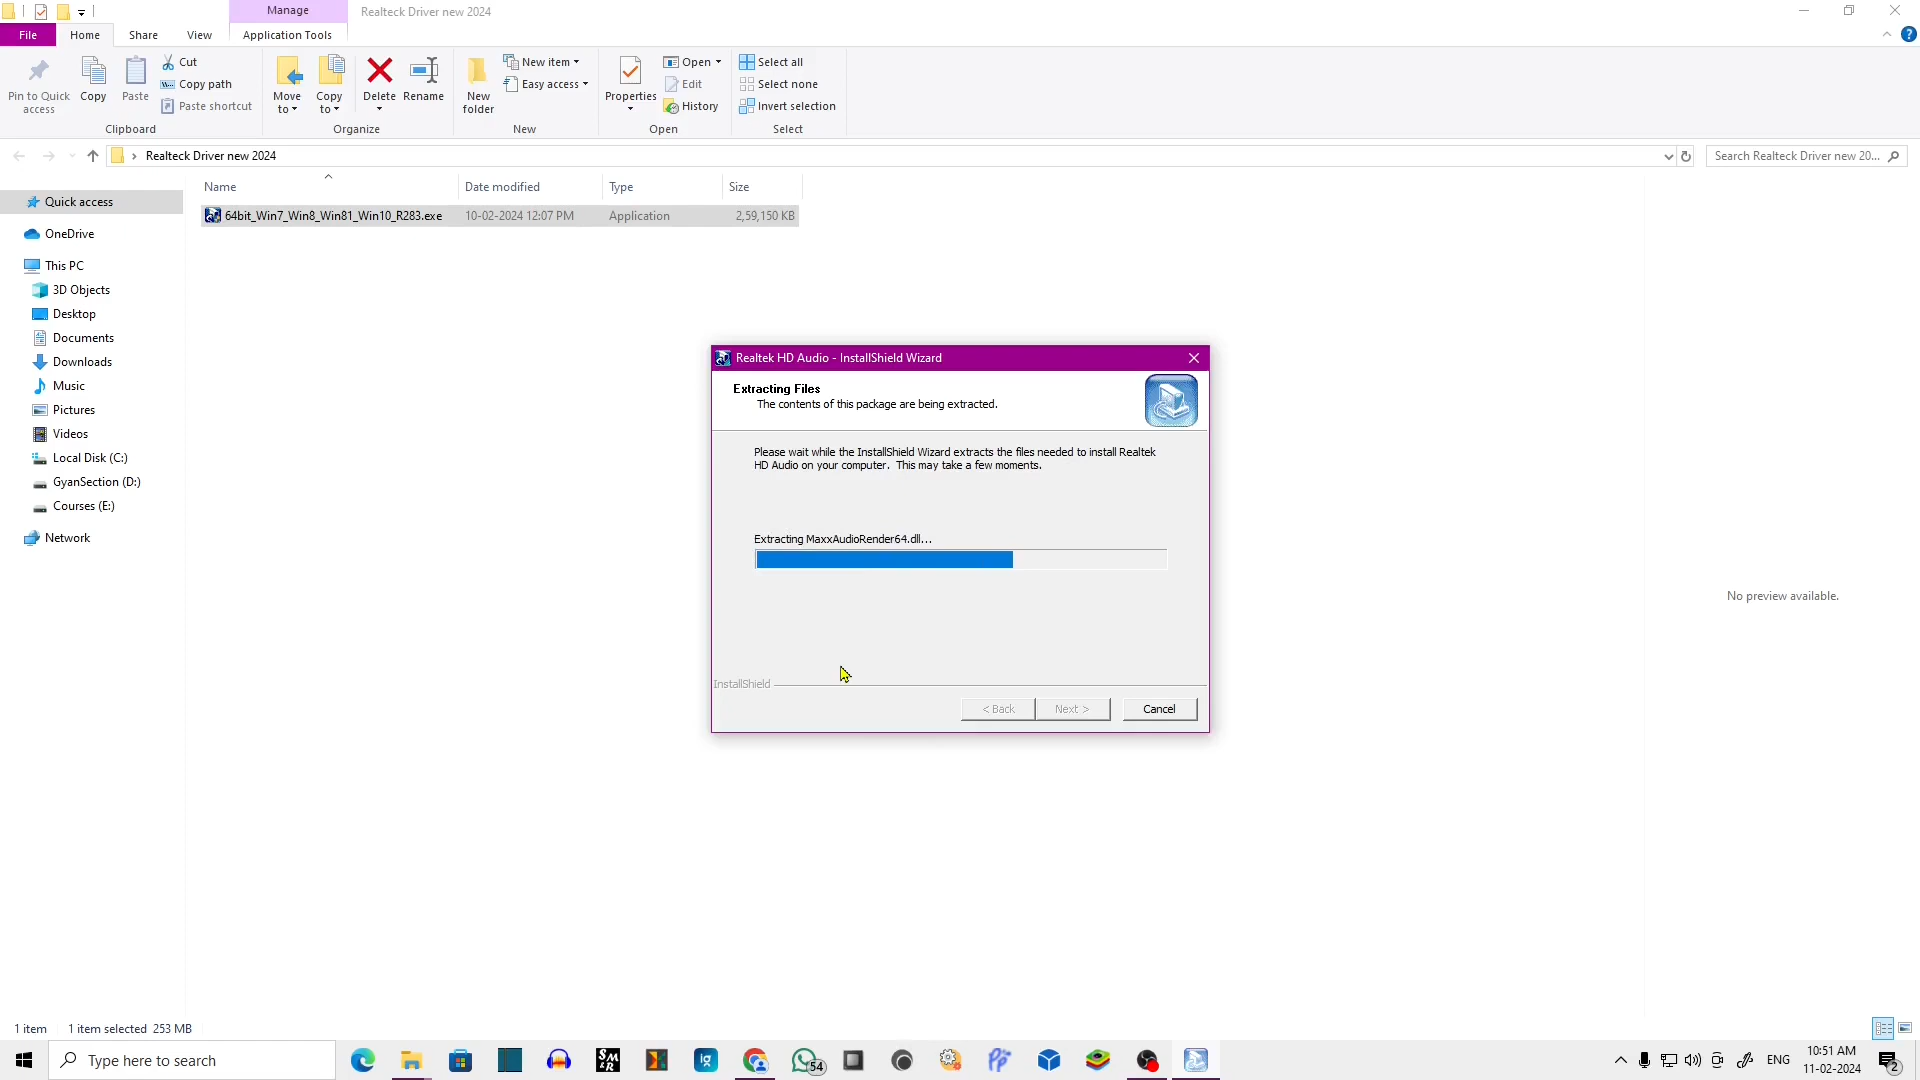 Manage
Realteck Driver new 2024
File
Home
Share
View
Application Tools
Pin to Quick
access
Copy
Paste
Cut
Copy path
Paste shortcut
Clipboard
Move
to
Copy
to
Delete
Rename
Organize
New
folder
New item
Easy access
New
Properties
Open
Edit
History
Open
Select all
Select none
Invert selection
Select
Realteck Driver new 2024
Search Realteck Driver new 20...
Name
Date modified
Type
Size
64bit_Win7_Win8_Win81_Win10_R283.exe
10-02-2024 12:07 PM
Application
2,59,150 KB
Quick access
OneDrive
This PC
3D Objects
Desktop
Documents
Downloads
Music
Pictures
Videos
Local Disk (C:)
GyanSection (D:)
Courses (E:)
Network
Realtek HD Audio - InstallShield Wizard
Extracting Files
The contents of this package are being extracted.
Please wait while the InstallShield Wizard extracts the files needed to install Realtek
HD Audio on your computer.  This may take a few moments.
Extracting MaxxAudioRender64.dll...
InstallShield
< Back
Next >
Cancel
No preview available.
1 item
1 item selected  253 MB
Type here to search
SM
&R
ig
54
ENG
10:51 AM
11-02-2024
2